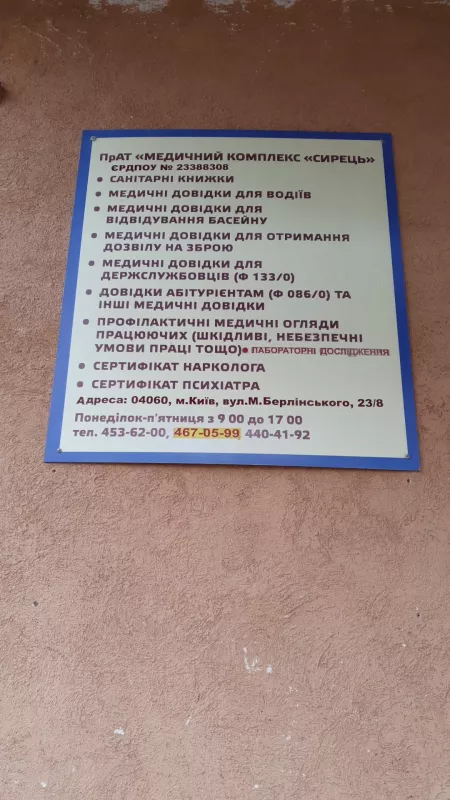 ПрАТ «МЕДИЧНИЙ КОМПЛЕКС «СИРЕЦЬ»
ЄРДПОУ № 23388308
• САНІТАРНІ КНИЖКИ
• МЕДИЧНІ ДОВІДКИ ДЛЯ ВОДІЇВ
• МЕДИЧНІ ДОВІДКИ ДЛЯ
ВІДВІДУВАННЯ БАСЕЙНУ
• МЕДИЧНІ ДОВІДКИ ДЛЯ ОТРИМАННЯ
ДОЗВІЛУ НА ЗБРОЮ
• МЕДИЧНІ ДОВІДКИ ДЛЯ
ДЕРЖСЛУЖБОВЦІВ (Ф 133/0)
• ДОВІДКИ АБІТУРІЄНТАМ (Ф 086/0) ТА
ІНШІ МЕДИЧНІ ДОВІДКИ
• ПРОФІЛАКТИЧНІ МЕДИЧНІ ОГЛЯДИ
ПРАЦЮЮЧИХ (ШКІДЛИВІ, НЕБЕЗПЕЧНІ
УМОВИ ПРАЦІ ТОЩО) • ЛАБОРАТОРНІ ДОСЛІДЖЕННЯ
• СЕРТИФІКАТ НАРКОЛОГА
• СЕРТИФІКАТ ПСИХІАТРА
Адреса: 04060, м.Київ, вул.М.Берлінського, 23/8
Понеділок-п'ятниця з 9 00 до 17 00
тел. 453-62-00, 467-05-99 440-41-92